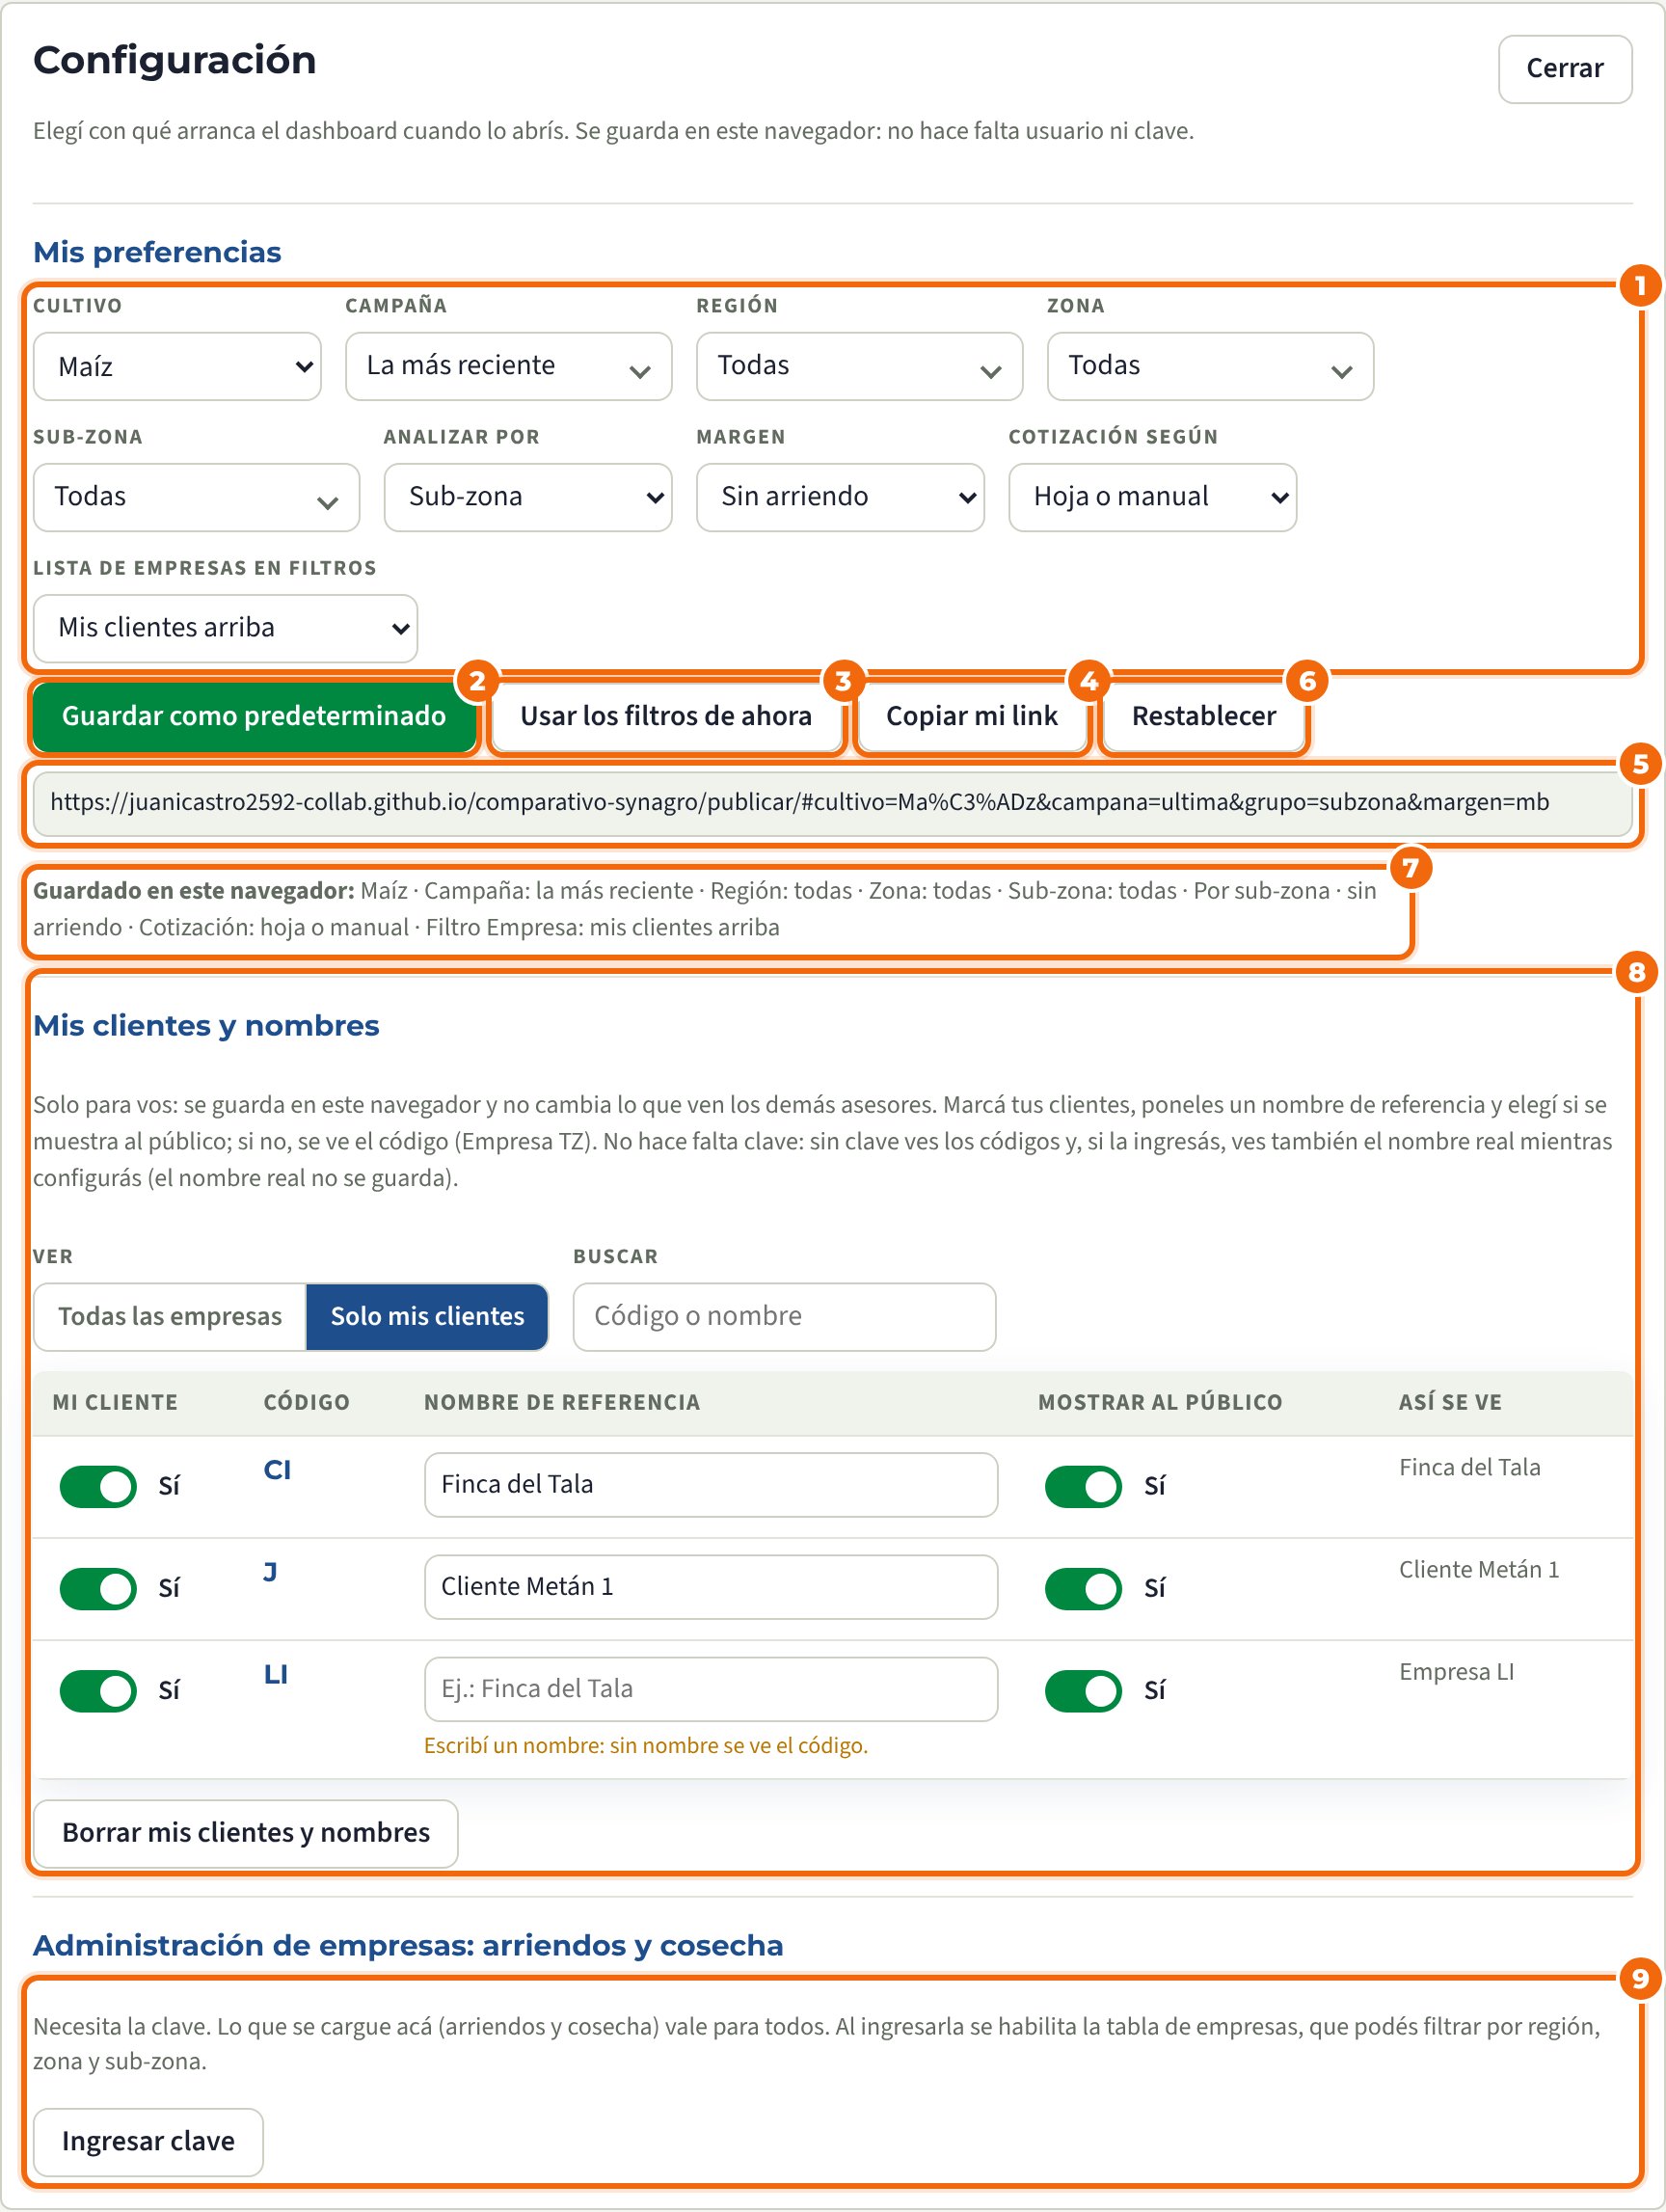 Configuración
Cerrar
Elegí con qué arranca el dashboard cuando lo abrís. Se guarda en este navegador: no hace falta usuario ni clave.
Mis preferencias
1
CULTIVO CAMPAÑA REGIÓN ZONA
Maíz La más reciente Todas Todas
SUB-ZONA ANALIZAR POR MARGEN COTIZACIÓN SEGÚN
Todas Sub-zona Sin arriendo Hoja o manual
LISTA DE EMPRESAS EN FILTROS
Mis clientes arriba
2 3 4 6
Guardar como predeterminado Usar los filtros de ahora Copiar mi link Restablecer
5
https://juanicastro2592-collab.github.io/comparativo-synagro/publicar/#cultivo=Ma%C3%ADz&campana=ultima&grupo=subzona&margen=mb
7
Guardado en este navegador: Maíz · Campaña: la más reciente · Región: todas · Zona: todas · Sub-zona: todas · Por sub-zona · sin
arriendo · Cotización: hoja o manual · Filtro Empresa: mis clientes arriba
8
Mis clientes y nombres
Solo para vos: se guarda en este navegador y no cambia lo que ven los demás asesores. Marcá tus clientes, poneles un nombre de referencia y elegí si se
muestra al público; si no, se ve el código (Empresa TZ). No hace falta clave: sin clave ves los códigos y, si la ingresás, ves también el nombre real mientras
configurás (el nombre real no se guarda).
VER BUSCAR
Todas las empresas Solo mis clientes Código o nombre
MI CLIENTE CÓDIGO NOMBRE DE REFERENCIA MOSTRAR AL PÚBLICO ASÍ SE VE
Sí CI Finca del Tala Sí Finca del Tala
Sí J Cliente Metán 1 Sí Cliente Metán 1
Sí LI Ej.: Finca del Tala Sí Empresa LI
Escribí un nombre: sin nombre se ve el código.
Borrar mis clientes y nombres
Administración de empresas: arriendos y cosecha
9
Necesita la clave. Lo que se cargue acá (arriendos y cosecha) vale para todos. Al ingresarla se habilita la tabla de empresas, que podés filtrar por región,
zona y sub-zona.
Ingresar clave